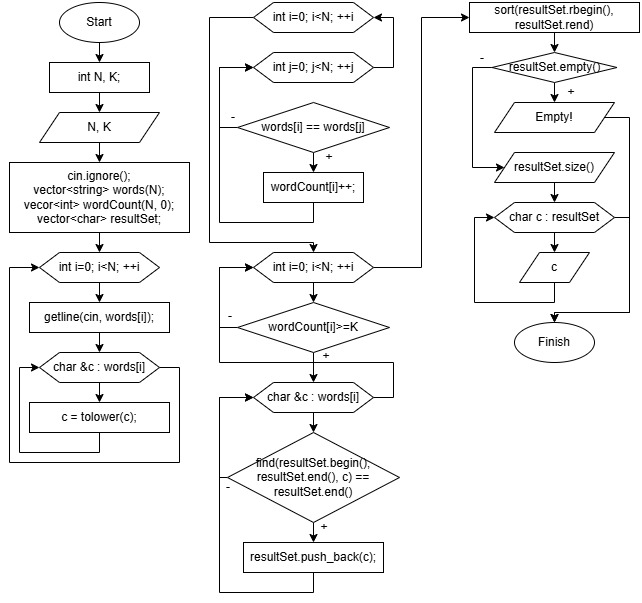 Start
int N, K;
N, K
cin.ignore();
vector<string> words(N);
vecor<int> wordCount(N, 0);
vector<char> resultSet;
int i=0; i<N; ++i
getline(cin, words[i]);
char &c : words[i]
c = tolower(c);
int i=0; i<N; ++i
int j=0; j<N; ++j
-
words[i] == words[j]
+
wordCount[i]++;
int i=0; i<N; ++i
-
wordCount[i]>=K
+
char &c : words[i]
find(resultSet.begin(),
resultSet.end(), c) ==
resultSet.end()
-
+
resultSet.push_back(c);
sort(resultSet.rbegin(),
resultSet.rend)
-
resultSet.empty()
+
Empty!
resultSet.size()
char c : resultSet
c
Finish